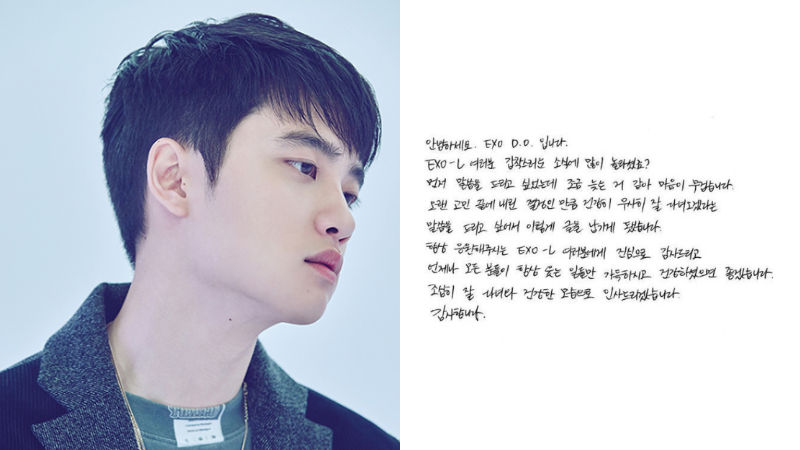 안녕하세요. EXO D.O. 입니다.
EXO-L 여러분 갑작스러운 소식에 많이 놀라셨죠?
먼저 말씀을 드리고 싶었는데 조금 늦은 거 같아 마음이 무겁습니다.
오랜 고민 끝에 내린 결정인 만큼 건강히 무사히 잘 다녀오겠다는
말씀을 드리고 싶어서 이렇게 글을 남기게 됐습니다.
항상 응원해주시는 EXO-L 여러분에게 진심으로 감사드리고
언제나 모든 분들이 항상 웃는 일들만 가득하시고 건강하셨으면 좋겠습니다.
조심히 잘 다녀와 건강한 모습으로 인사드리겠습니다.
감사합니다.